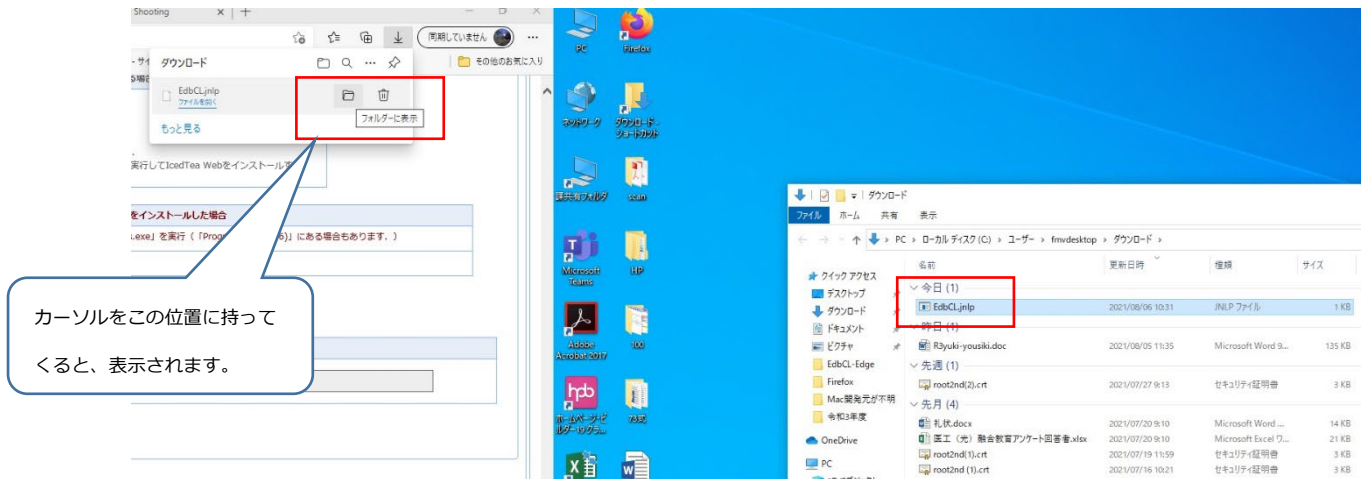 Shooting
同期していません
その他のお気に入り
ダウンロード
EdbCL.jnlp
ファイルを開く
フォルダーに表示
もっと見る
実行してIcedTea Webをインストールす
をインストールした場合
s.exe」を実行（「Prog
6)」にある場合もあります．）
カーソルをこの位置に持って
くると、表示されます。
PC
Firefox
ネットワーク
ダウンロード -
ショートカット
課共有フォルダ
scan
Microsoft
Teams
HP
Adobe
Acrobat 2017
100
ホームページ・ビ
ルダー 19 クラ...
ダウンロード
ファイル
ホーム
共有
表示
PC › ローカル ディスク (C:) › ユーザー › fmvdesktop › ダウンロード ›
名前
更新日時
種類
サイズ
クイック アクセス
デスクトップ
ダウンロード
ドキュメント
ピクチャ
EdbCL-Edge
Firefox
Mac開発元が不明
令和3年度
OneDrive
PC
今日 (1)
EdbCL.jnlp 2021/08/06 10:31 JNLP ファイル 1 KB
昨日 (1)
R3yuki-yousiki.doc 2021/08/05 11:35 Microsoft Word 9... 135 KB
先週 (1)
root2nd(2).crt 2021/07/27 9:13 セキュリティ証明書 3 KB
先月 (4)
礼状.docx 2021/07/20 9:10 Microsoft Word ... 14 KB
医工（光）融合教育アンケート回答者.xlsx 2021/07/20 9:10 Microsoft Excel ワ... 21 KB
root2nd(1).crt 2021/07/19 11:59 セキュリティ証明書 3 KB
root2nd (1).crt 2021/07/16 10:21 セキュリティ証明書 3 KB